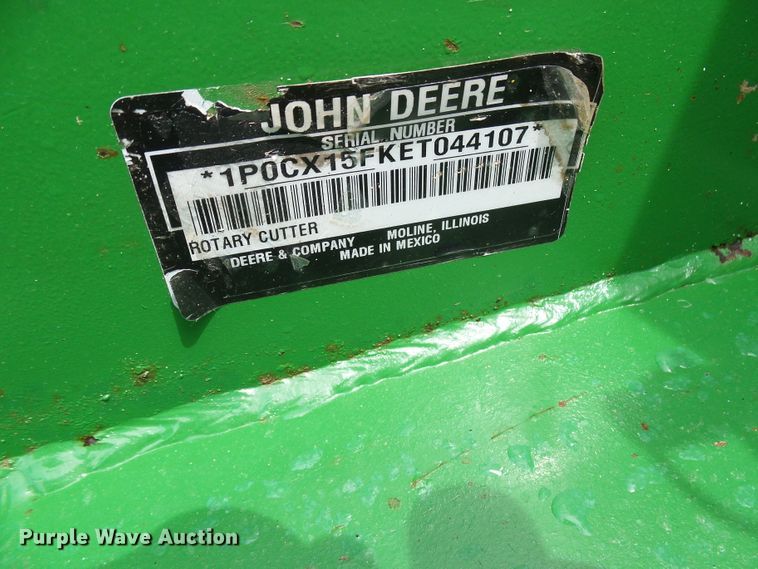 JOHN DEERE
SERIAL NUMBER
*1P0CX15FKET044107*
ROTARY CUTTER
DEERE & COMPANY MOLINE, ILLINOIS
MADE IN MEXICO
Purple Wave Auction